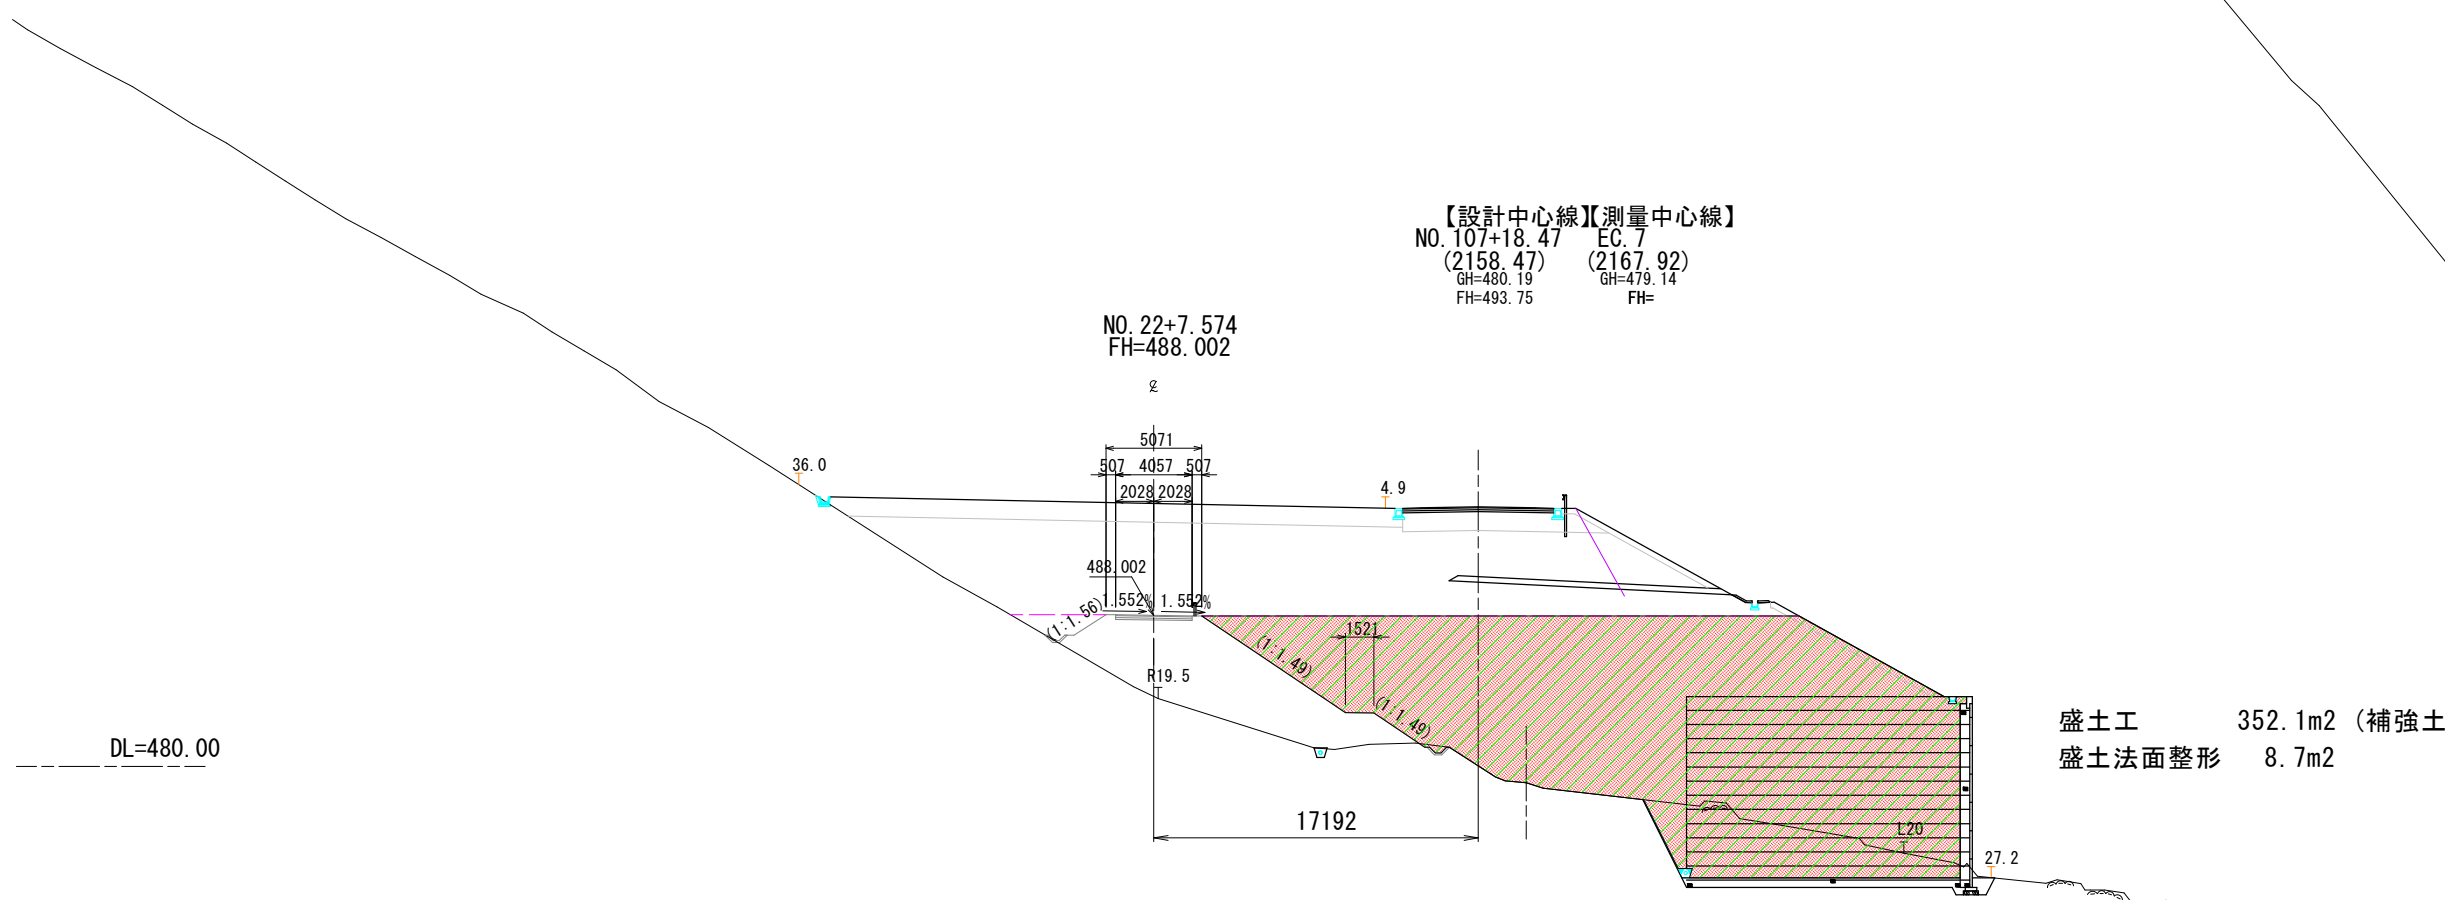 【設計中心線】【測量中心線】
NO.107+18.47 EC.7
(2158.47) (2167.92)
GH=480.19 GH=479.14
FH=493.75 FH=
NO.22+7.574
FH=488.002
5071
36.0
507 4057 507
2028 2028
4.9
488.002
(1:1.56)
1.552% 1.552%
1521
(1:1.49)
R19.5
(1:1.49)
盛土工 352.1m2 (補強土
DL=480.00
盛土法面整形 8.7m2
17192
L20
27.2